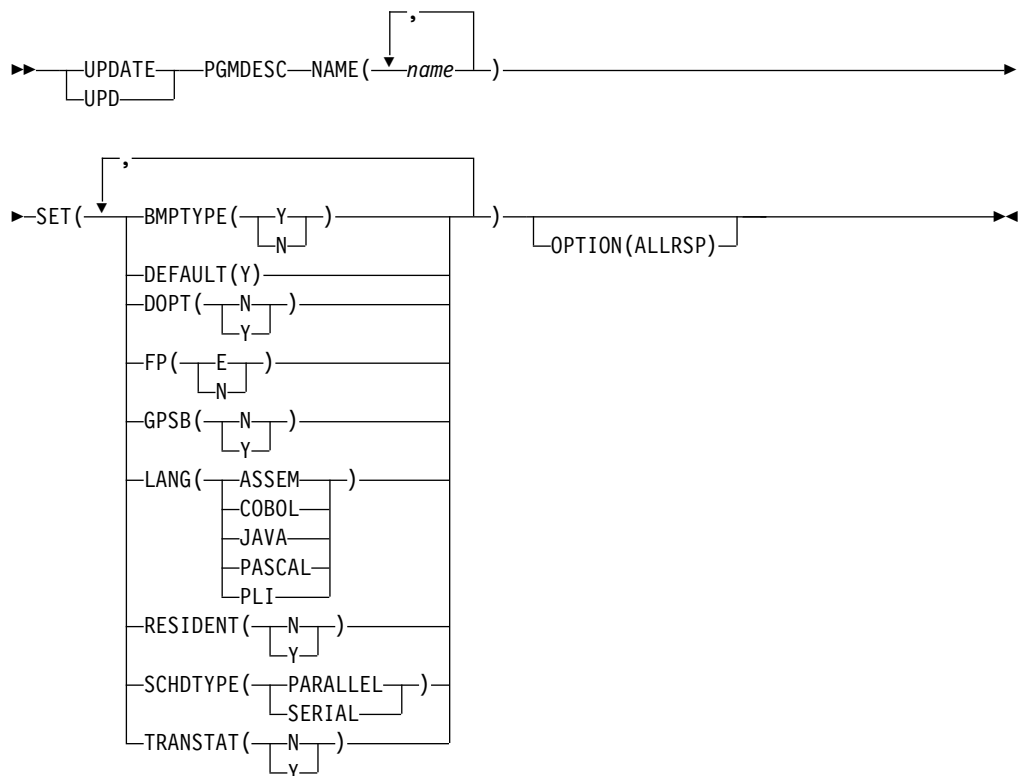 ,
UPDATE PGMDESC NAME( name )
UPD
,
SET( BMPTYPE( Y ) )
N OPTION(ALLRSP)
DEFAULT(Y)
DOPT( N )
Y
FP( E )
N
GPSB( N )
Y
LANG( ASSEM )
COBOL
JAVA
PASCAL
PLI
RESIDENT( N )
Y
SCHDTYPE( PARALLEL )
SERIAL
TRANSTAT( N )
Y